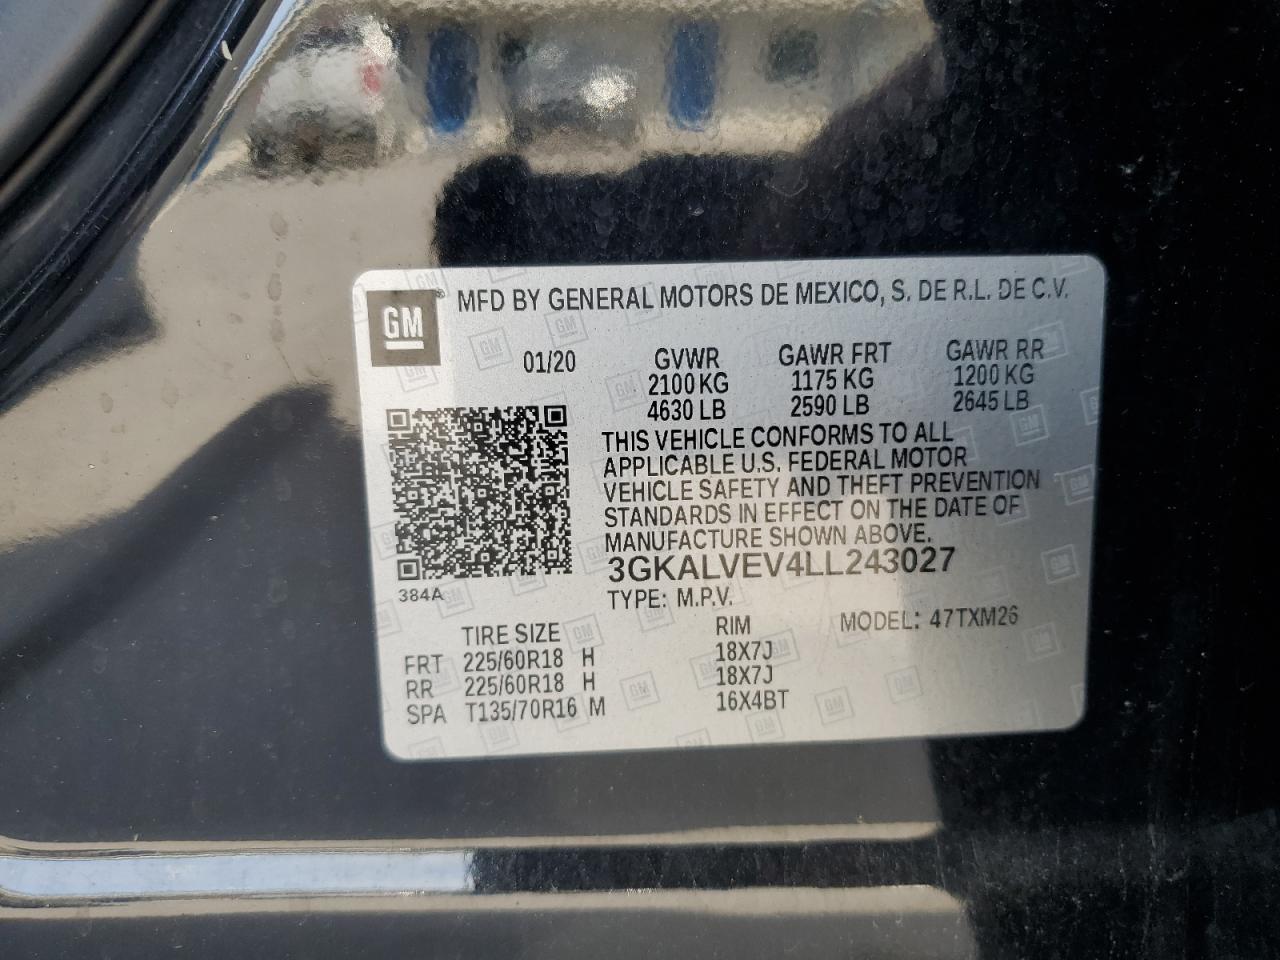 GM
MFD BY GENERAL MOTORS DE MEXICO, S. DE R.L. DE C.V.
01/20 GVWR GAWR FRT GAWR RR
2100 KG 1175 KG 1200 KG
4630 LB 2590 LB 2645 LB
THIS VEHICLE CONFORMS TO ALL
APPLICABLE U.S. FEDERAL MOTOR
VEHICLE SAFETY AND THEFT PREVENTION
STANDARDS IN EFFECT ON THE DATE OF
MANUFACTURE SHOWN ABOVE.
3GKALVEV4LL243027
384A
TYPE: M.P.V.
MODEL: 47TXM26
TIRE SIZE RIM
FRT 225/60R18 H 18X7J
RR 225/60R18 H 18X7J
SPA T135/70R16 M 16X4BT